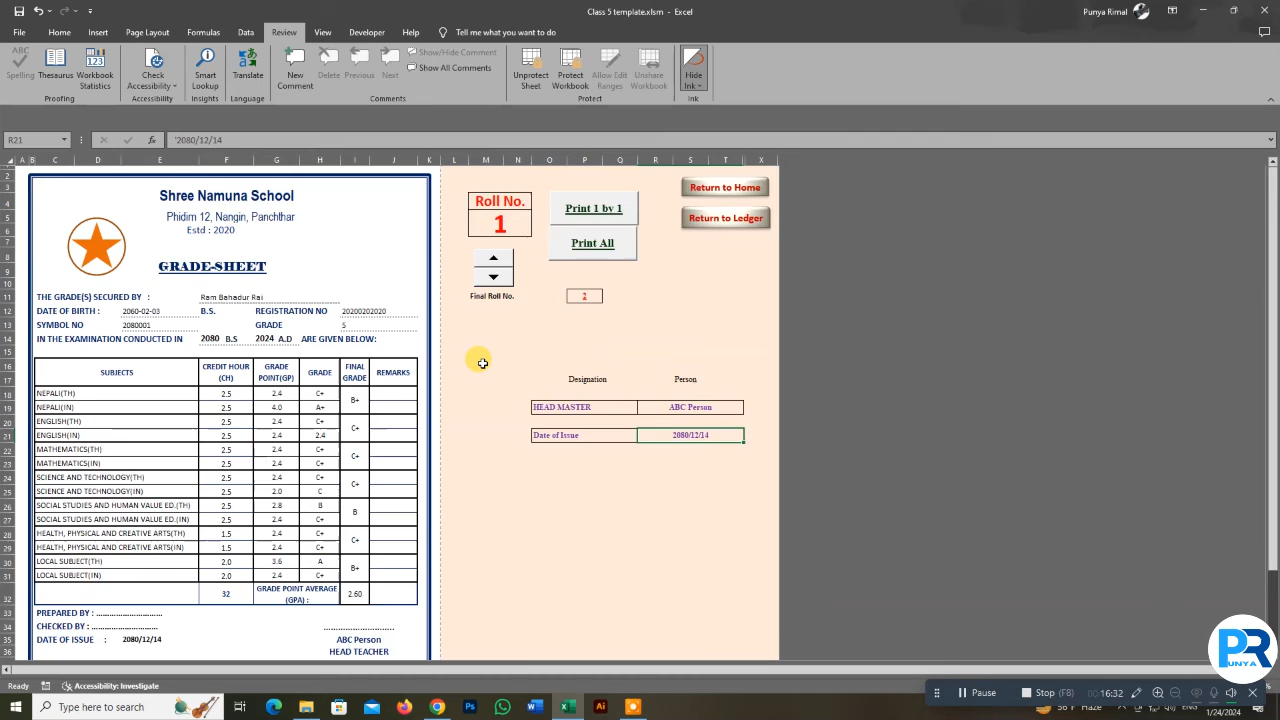 Class 5 template.xlsm - Excel
Punya Rimal
File Home Insert Page Layout Formulas Data Review View Developer Help Tell me what you want to do
ABC
Spelling Thesaurus Workbook Statistics
Proofing
Check Accessibility
Accessibility
Smart Lookup
Insights
Translate
Language
New Comment Delete Previous Next
Show/Hide Comment
Show All Comments
Comments
Unprotect Sheet Protect Workbook Allow Edit Ranges Unshare Workbook
Protect
Hide Ink
Ink
R21 fx '2080/12/14
A B C D E F G H I J K L M N O P Q R S T X
Shree Namuna School
Phidim 12, Nangin, Panchthar
Estd : 2020
GRADE-SHEET
THE GRADE(S) SECURED BY : Ram Bahadur Rai
DATE OF BIRTH : 2060-02-03 B.S. REGISTRATION NO 20200202020
SYMBOL NO 2080001 GRADE 5
IN THE EXAMINATION CONDUCTED IN 2080 B.S 2024 A.D ARE GIVEN BELOW:
SUBJECTS CREDIT HOUR (CH) GRADE POINT(GP) GRADE FINAL GRADE REMARKS
NEPALI(TH) 2.5 2.4 C+ B+
NEPALI(IN) 2.5 4.0 A+
ENGLISH(TH) 2.5 2.4 C+ C+
ENGLISH(IN) 2.5 2.4 2.4
MATHEMATICS(TH) 2.5 2.4 C+ C+
MATHEMATICS(IN) 2.5 2.4 C+
SCIENCE AND TECHNOLOGY(TH) 2.5 2.4 C+ C+
SCIENCE AND TECHNOLOGY(IN) 2.5 2.0 C
SOCIAL STUDIES AND HUMAN VALUE ED.(TH) 2.5 2.8 B B
SOCIAL STUDIES AND HUMAN VALUE ED.(IN) 2.5 2.4 C+
HEALTH, PHYSICAL AND CREATIVE ARTS(TH) 1.5 2.4 C+ C+
HEALTH, PHYSICAL AND CREATIVE ARTS(IN) 1.5 2.4 C+
LOCAL SUBJECT(TH) 2.0 3.6 A B+
LOCAL SUBJECT(IN) 2.0 2.4 C+
32 GRADE POINT AVERAGE (GPA) : 2.60
PREPARED BY : ............................
CHECKED BY : ............................
DATE OF ISSUE : 2080/12/14
ABC Person
HEAD TEACHER
Roll No.
1
Print 1 by 1
Print All
Return to Home
Return to Ledger
Final Roll No. 2
Designation Person
HEAD MASTER ABC Person
Date of Issue 2080/12/14
PR
UNYA
Ready Accessibility: Investigate
Pause Stop (F8) 00:16:32
Type here to search
Ps
Ai
1/24/2024